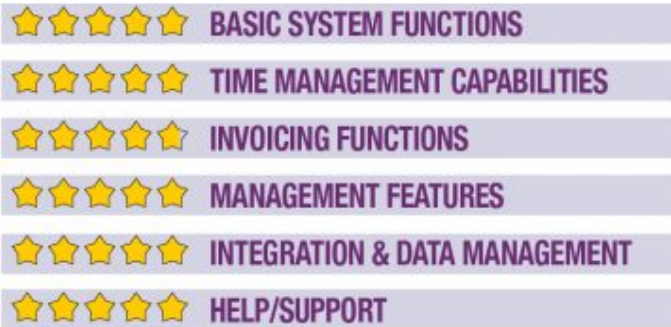 BASIC SYSTEM FUNCTIONS
TIME MANAGEMENT CAPABILITIES
INVOICING FUNCTIONS
MANAGEMENT FEATURES
INTEGRATION & DATA MANAGEMENT
HELP/SUPPORT